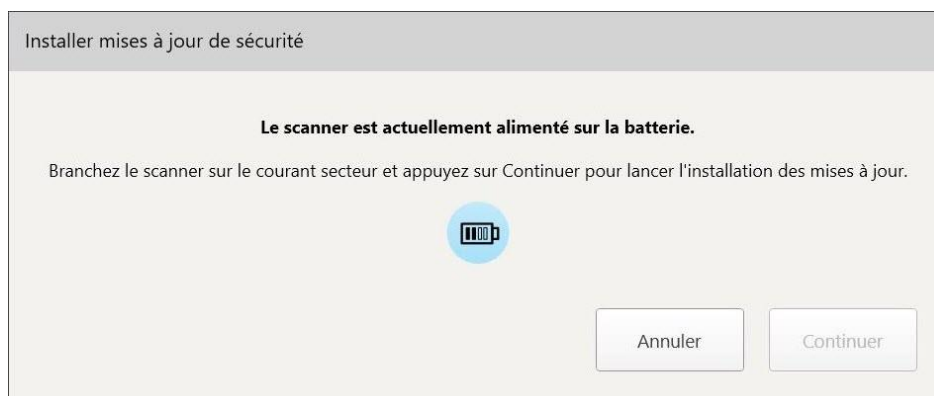 Installer mises à jour de sécurité
Le scanner est actuellement alimenté sur la batterie.
Branchez le scanner sur le courant secteur et appuyez sur Continuer pour lancer l'installation des mises à jour.
Annuler
Continuer